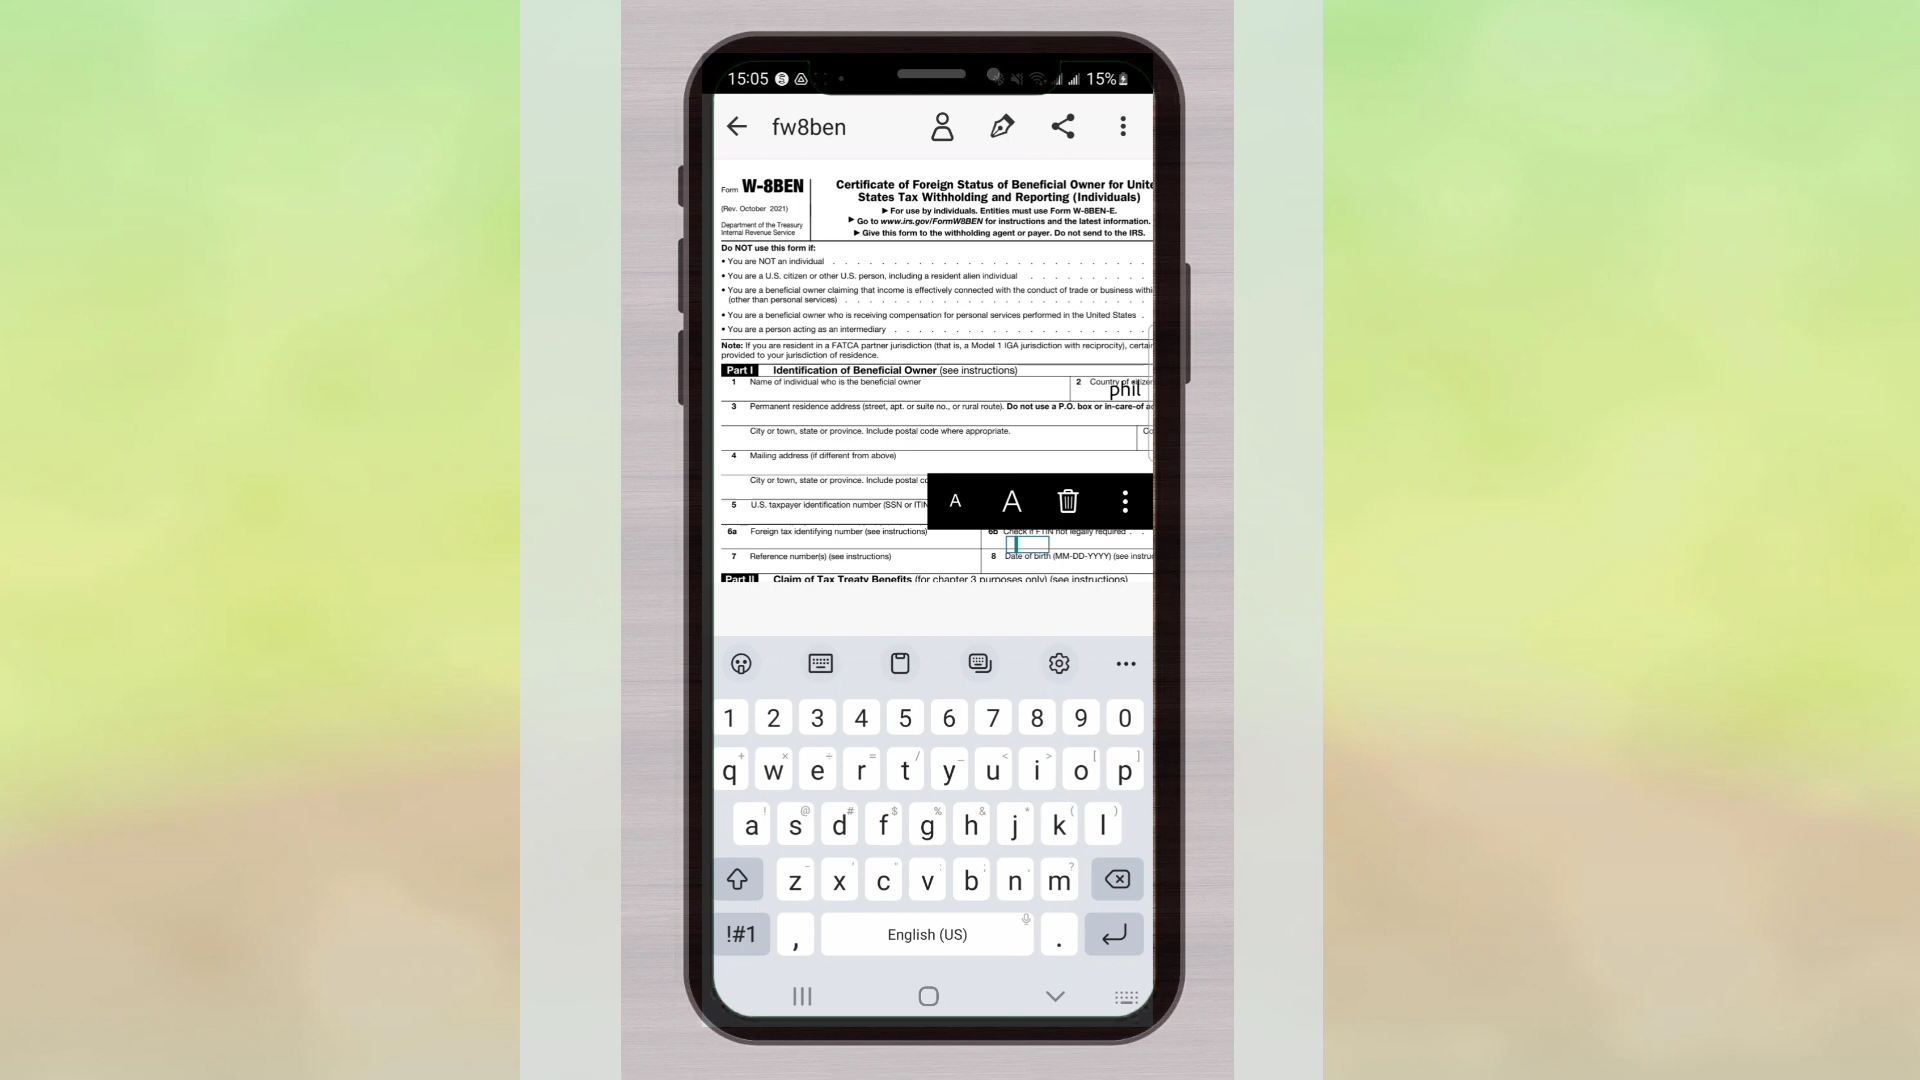 15:05
15%
fw8ben
Form W-8BEN
(Rev. October 2021)
Department of the Treasury
Internal Revenue Service
Certificate of Foreign Status of Beneficial Owner for Unite
States Tax Withholding and Reporting (Individuals)
▶ For use by individuals. Entities must use Form W-8BEN-E.
▶ Go to www.irs.gov/FormW8BEN for instructions and the latest information.
▶ Give this form to the withholding agent or payer. Do not send to the IRS.
Do NOT use this form if:
• You are NOT an individual . . . . . . . . . . . . . . . .
• You are a U.S. citizen or other U.S. person, including a resident alien individual . . . . . . . . .
• You are a beneficial owner claiming that income is effectively connected with the conduct of trade or business withi
(other than personal services) . . . . . . . . . . . . . . .
• You are a beneficial owner who is receiving compensation for personal services performed in the United States .
• You are a person acting as an intermediary . . . . . . . . . . . . .
Note: If you are resident in a FATCA partner jurisdiction (that is, a Model 1 IGA jurisdiction with reciprocity), certai
provided to your jurisdiction of residence.
Part I Identification of Beneficial Owner (see instructions)
1 Name of individual who is the beneficial owner
2 Country of citizen
phil
3 Permanent residence address (street, apt. or suite no., or rural route). Do not use a P.O. box or in-care-of a
City or town, state or province. Include postal code where appropriate.
Co
4 Mailing address (if different from above)
City or town, state or province. Include postal co
A A
5 U.S. taxpayer identification number (SSN or ITIN
6a Foreign tax identifying number (see instructions)
6b Check if FTIN not legally required . .
7 Reference number(s) (see instructions)
8 Date of birth (MM-DD-YYYY) (see instru
Part II Claim of Tax Treaty Benefits (for chapter 3 purposes only) (see instructions)
1 2 3 4 5 6 7 8 9 0
q w e r t y u i o p
a s d f g h j k l
z x c v b n m
!#1 , English (US) .